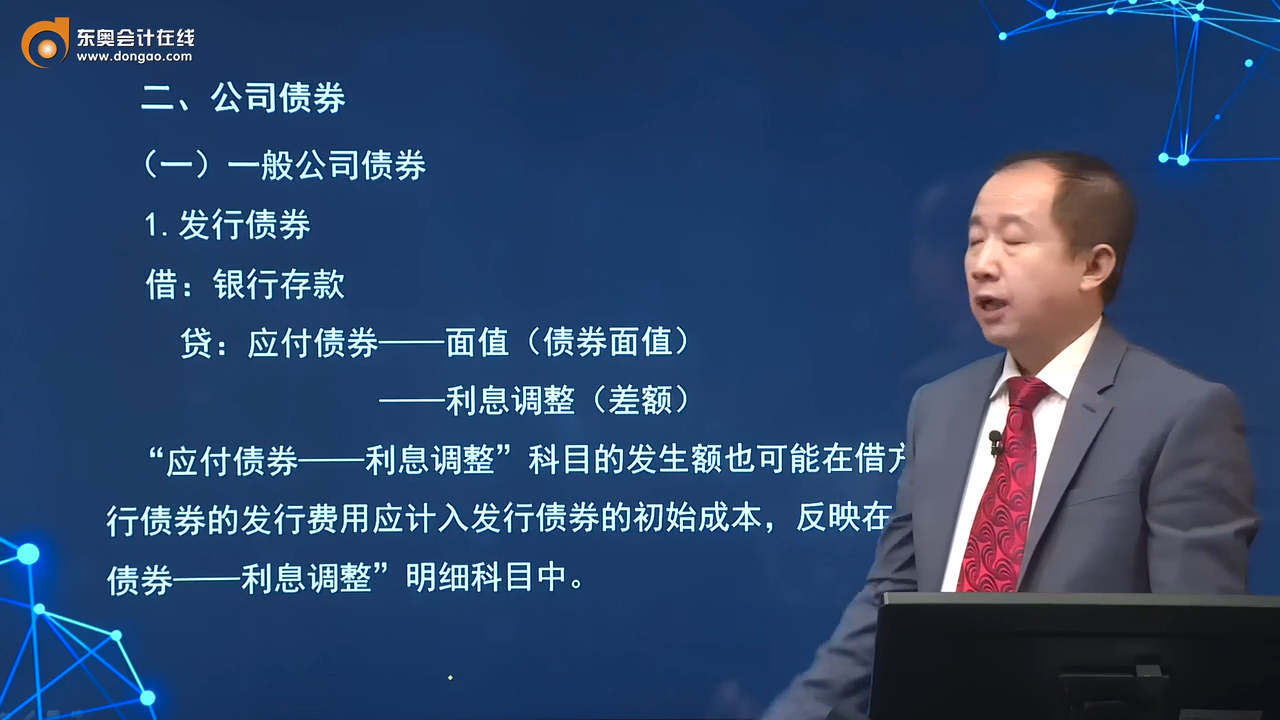 东奥会计在线
www.dongao.com
二、公司债券
（一）一般公司债券
1.发行债券
借：银行存款
贷：应付债券——面值（债券面值）
——利息调整（差额）
“应付债券——利息调整”科目的发生额也可能在借方
行债券的发行费用应计入发行债券的初始成本，反映在
债券——利息调整”明细科目中。